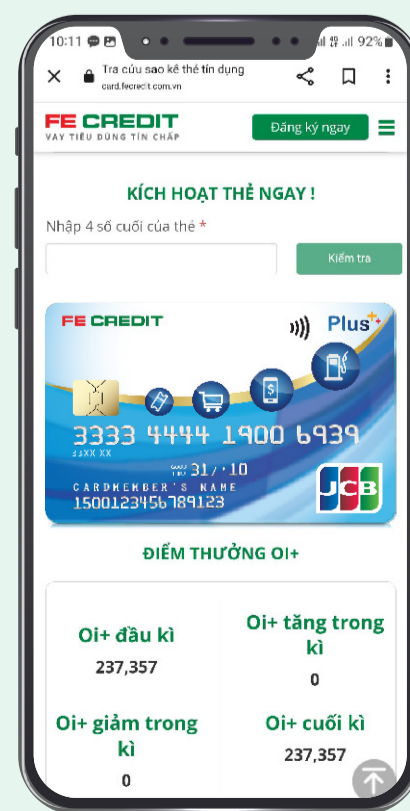 10:11
92%
Tra cứu sao kê thẻ tín dụng
card.fecredit.com.vn
FE CREDIT
VAY TIÊU DÙNG TÍN CHẤP
Đăng ký ngay
KÍCH HOẠT THẺ NGAY !
Nhập 4 số cuối của thẻ *
Kiểm tra
FE CREDIT
Plus
3333 4444 1900 6939
31/10
CARDMEMBER'S NAME
1500123456789123
JCB
ĐIỂM THƯỞNG OI+
Oi+ đầu kì
237,357
Oi+ tăng trong
kì
0
Oi+ giảm trong
kì
0
Oi+ cuối kì
237,357